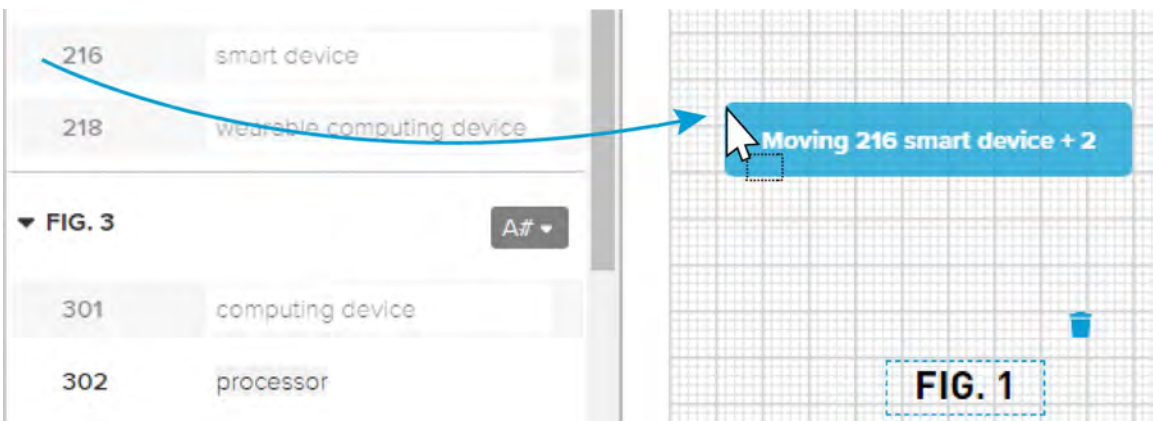 216 smart device
218 wearable computing device
FIG. 3 A#
301 computing device
302 processor
Moving 216 smart device + 2
FIG. 1